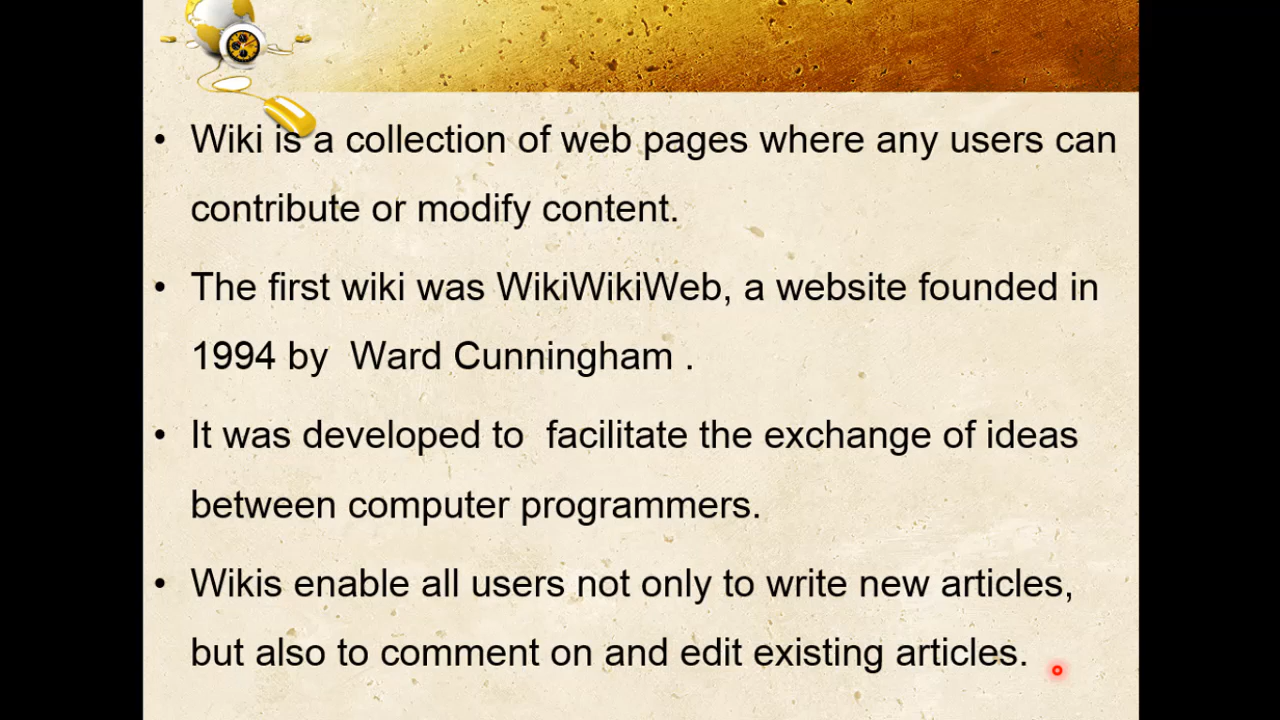 • Wiki is a collection of web pages where any users can
contribute or modify content.
• The first wiki was WikiWikiWeb, a website founded in
1994 by  Ward Cunningham .
• It was developed to  facilitate the exchange of ideas
between computer programmers.
• Wikis enable all users not only to write new articles,
but also to comment on and edit existing articles.